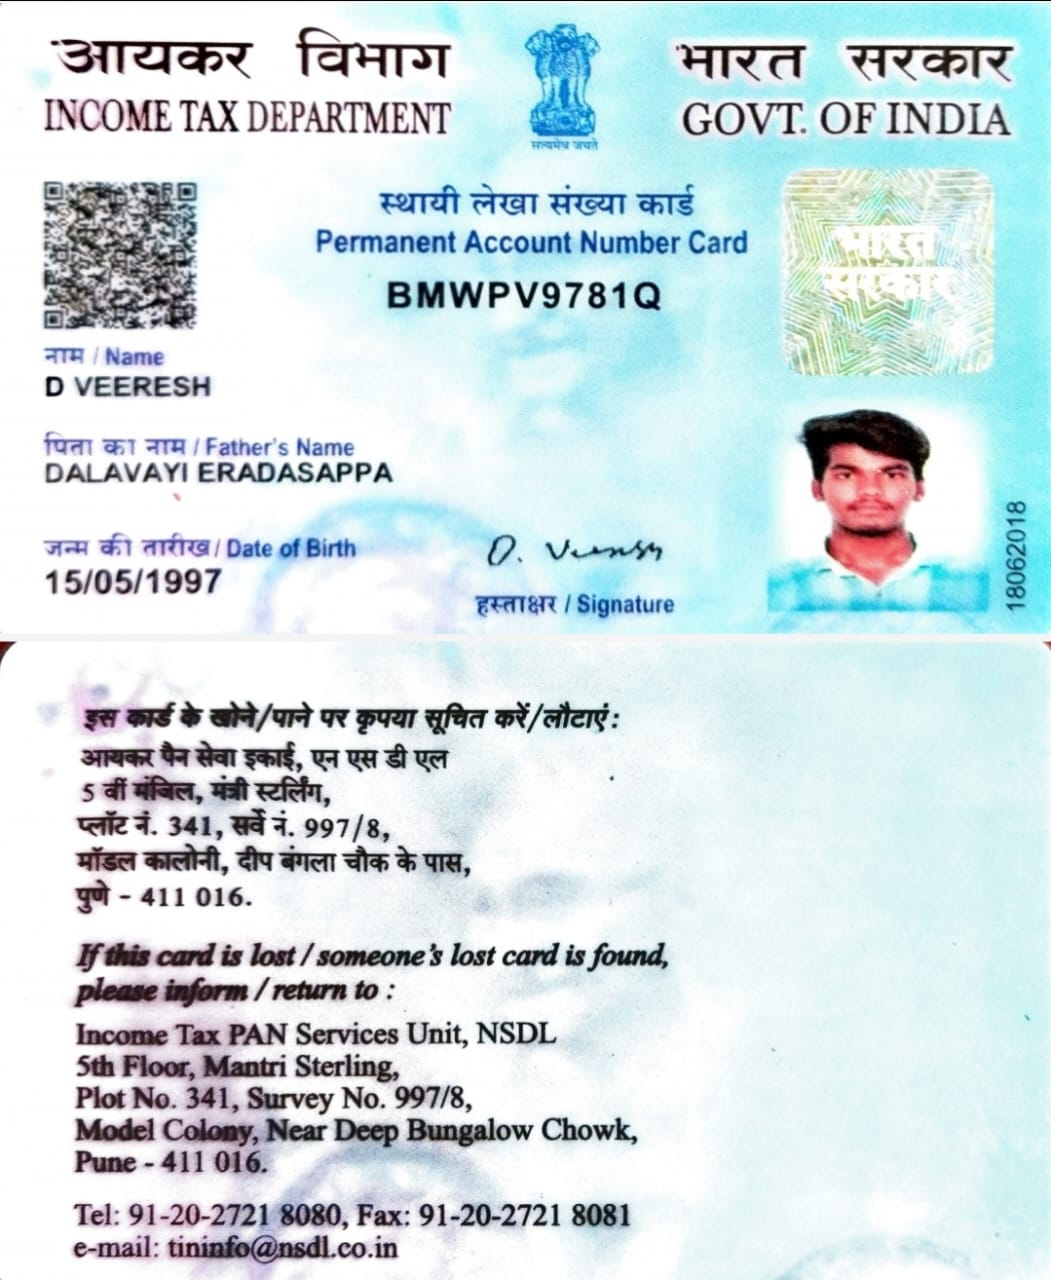 आयकर विभाग
INCOME TAX DEPARTMENT
सत्यमेव जयते
भारत सरकार
GOVT. OF INDIA
स्थायी लेखा संख्या कार्ड
Permanent Account Number Card
BMWPV9781Q
भारत
सरकार
नाम / Name
D VEERESH
पिता का नाम / Father's Name
DALAVAYI ERADASAPPA
जन्म की तारीख / Date of Birth
15/05/1997
D. Veeresh
हस्ताक्षर / Signature
18062018
इस कार्ड के खोने/पाने पर कृपया सूचित करें/लौटाएं :
आयकर पैन सेवा इकाई, एन एस डी एल
5 वीं मंजिल, मंत्री स्टर्लिंग,
प्लॉट नं. 341, सर्वे नं. 997/8,
मॉडल कालोनी, दीप बंगला चौक के पास,
पुणे - 411 016.
If this card is lost / someone's lost card is found,
please inform / return to :
Income Tax PAN Services Unit, NSDL
5th Floor, Mantri Sterling,
Plot No. 341, Survey No. 997/8,
Model Colony, Near Deep Bungalow Chowk,
Pune - 411 016.
Tel: 91-20-2721 8080, Fax: 91-20-2721 8081
e-mail: tininfo@nsdl.co.in